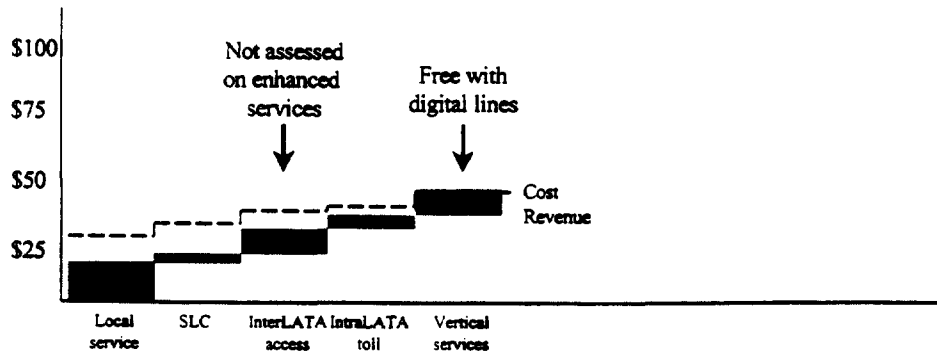 $100
$75
$50
$25
Not assessed
on enhanced
services
Free with
digital lines
Cost
Revenue
Local
service
SLC
InterLATA
access
IntraLATA
toll
Vertical
services